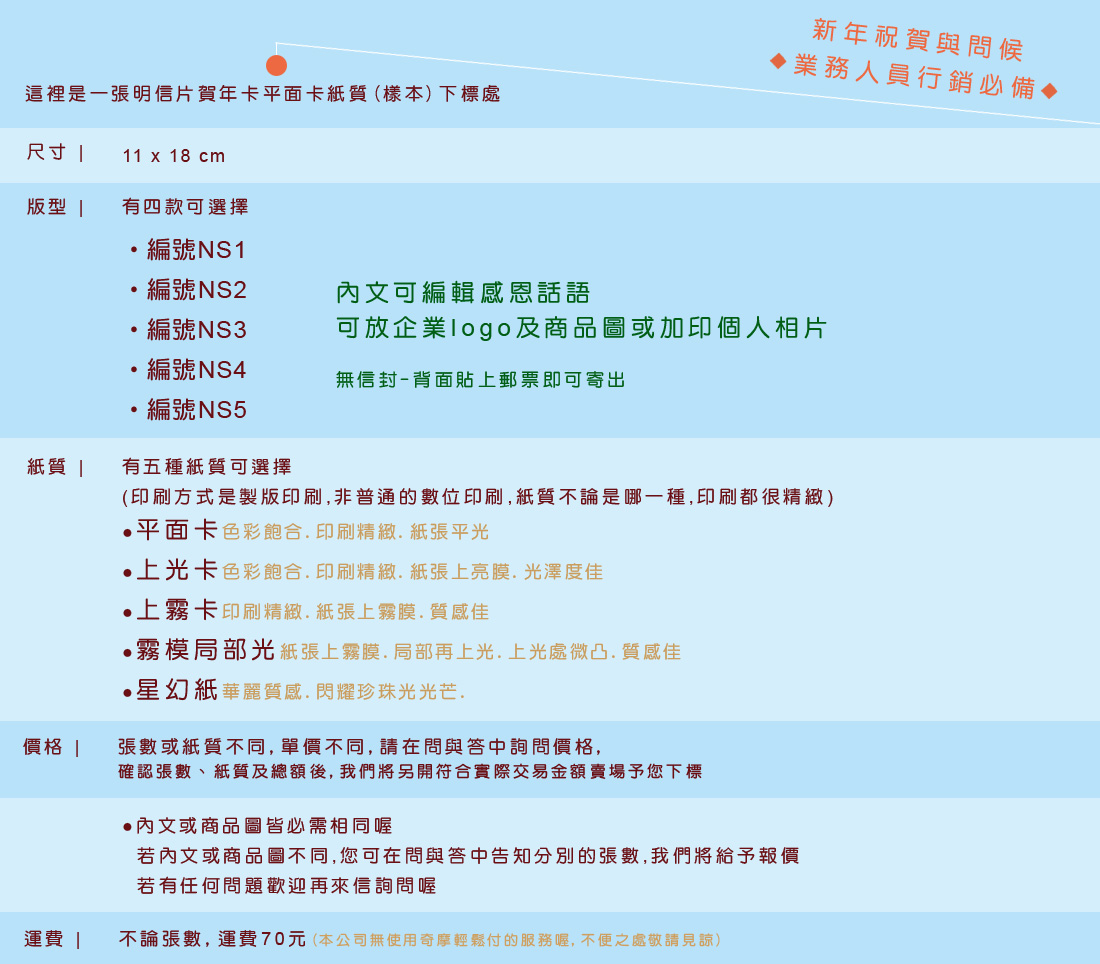 新年祝賀與問候
◆業務人員行銷必備◆
這裡是一張明信片賀年卡平面卡紙質(樣本)下標處
尺寸 | 11 x 18 cm
版型 | 有四款可選擇
・編號NS1
・編號NS2
・編號NS3
・編號NS4
・編號NS5
內文可編輯感恩話語
可放企業logo及商品圖或加印個人相片
無信封-背面貼上郵票即可寄出
紙質 | 有五種紙質可選擇
(印刷方式是製版印刷,非普通的數位印刷,紙質不論是哪一種,印刷都很精緻)
●平面卡 色彩飽合. 印刷精緻. 紙張平光
●上光卡 色彩飽合. 印刷精緻. 紙張上亮膜. 光澤度佳
●上霧卡 印刷精緻. 紙張上霧膜. 質感佳
●霧模局部光 紙張上霧膜. 局部再上光. 上光處微凸. 質感佳
●星幻紙 華麗質感. 閃耀珍珠光光芒.
價格 | 張數或紙質不同, 單價不同, 請在問與答中詢問價格,
確認張數、紙質及總額後, 我們將另開符合實際交易金額賣場予您下標
●內文或商品圖皆必需相同喔
若內文或商品圖不同,您可在問與答中告知分別的張數,我們將給予報價
若有任何問題歡迎再來信詢問喔
運費 | 不論張數, 運費70元 (本公司無使用奇摩輕鬆付的服務喔, 不便之處敬請見諒)